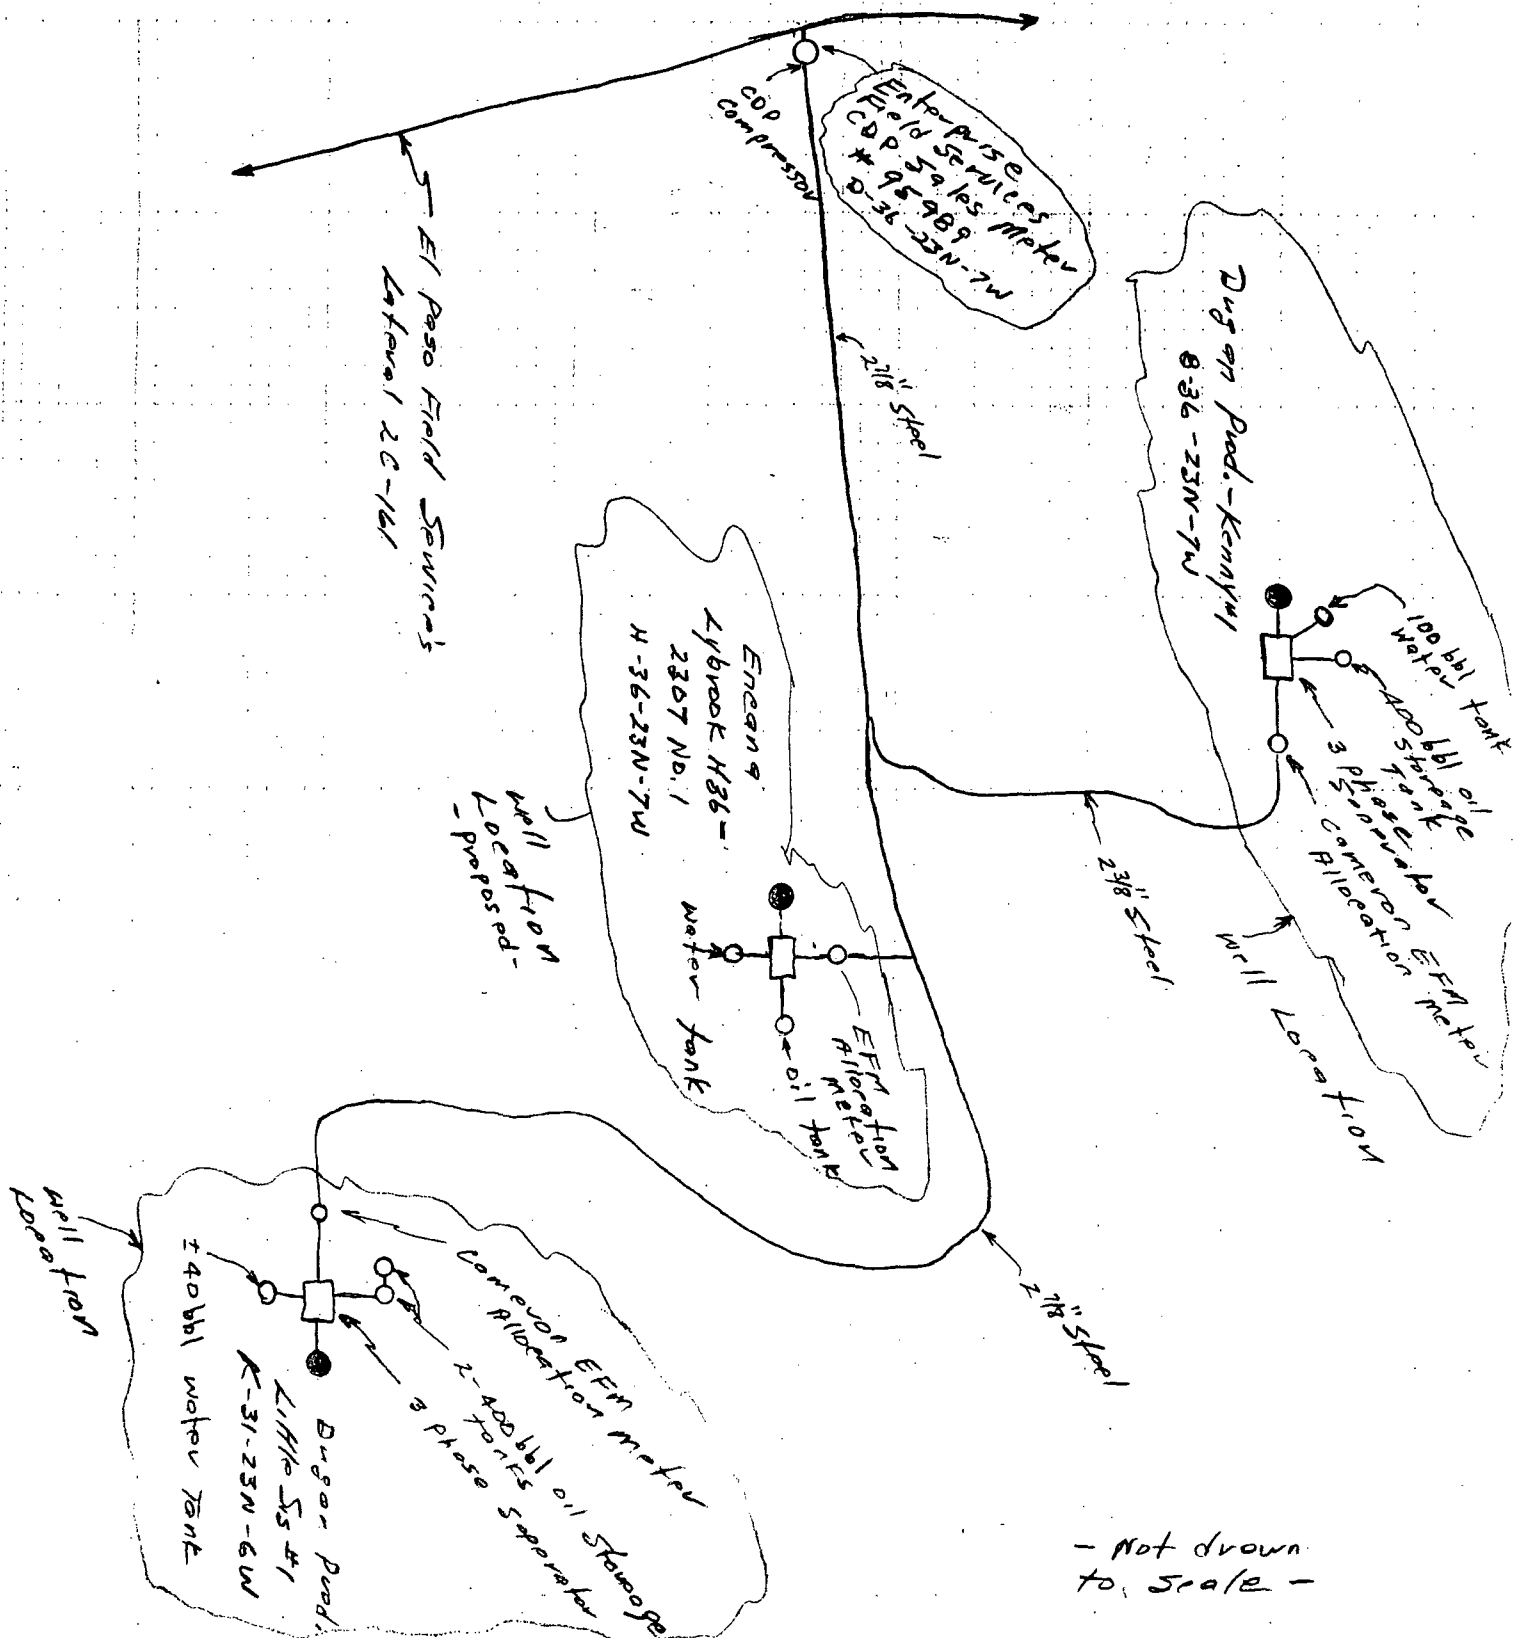 Enterprise
Field Services
CDP Sales Meter
# 95989
D-36-23N-7W
CDP
Compressor
El Paso Field Services's
Lateral 2C-161
2 7/8" Steel
Dugan Prod.-Kenny #1
B-36-23N-7W
100 bbl
Water tank
400 bbl oil
Storage
Tank
3 phase
Separator
Cameron EFM
Allocation meter
Well Location
2 3/8" Steel
Encana
Lybrook H36-
2307 No. 1
H-36-23N-7W
Well
Location
-proposed-
water tank
oil tank
EFM
Allocation
Meter
2 7/8" Steel
Cameron EFM
Allocation meter
2-400 bbl oil Storage
tanks
3 phase Seperator
Dugan Prod.
Little Sis #1
K-31-23N-6W
±40 bbl water Tank
Well
Location
- Not drawn
to scale -